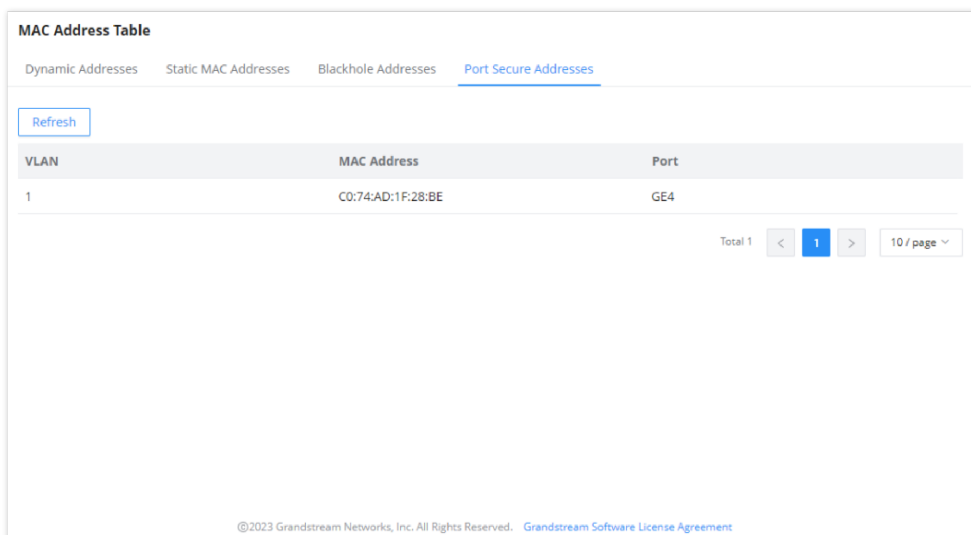 MAC Address Table
Dynamic Addresses Static MAC Addresses Blackhole Addresses Port Secure Addresses
Refresh
VLAN MAC Address Port
1 C0:74:AD:1F:28:BE GE4
Total 1 < 1 > 10 / page
©2023 Grandstream Networks, Inc. All Rights Reserved. Grandstream Software License Agreement